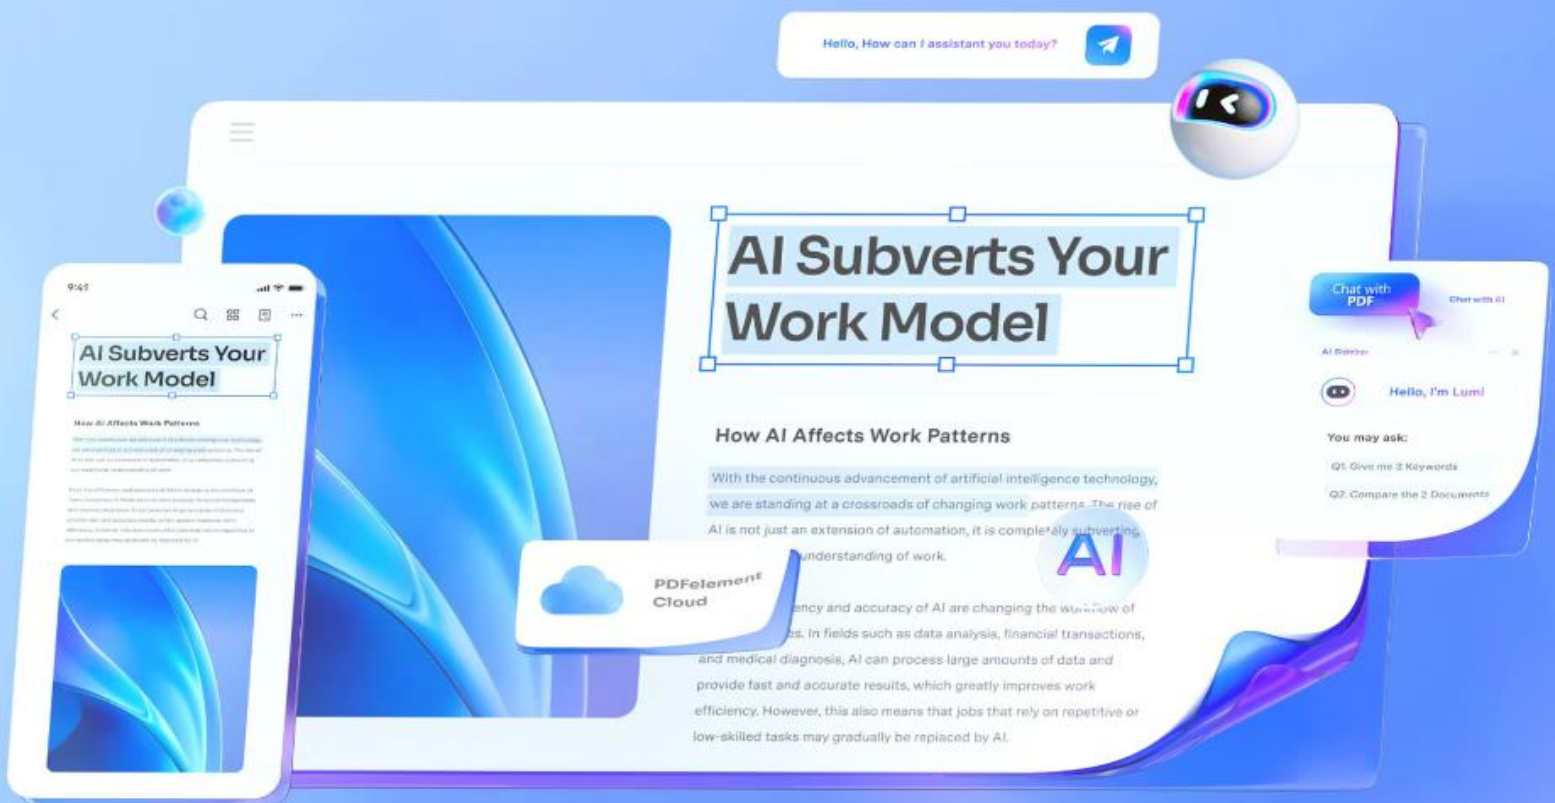 Hello, How can I assistant you today?
AI Subverts Your
Work Model
How AI Affects Work Patterns
With the continuous advancement of artificial intelligence technology,
we are standing at a crossroads of changing work patterns. The rise of
AI is not just an extension of automation, it is completely subverting
understanding of work.
AI
ency and accuracy of AI are changing the workflow of
es. In fields such as data analysis, financial transactions,
and medical diagnosis, AI can process large amounts of data and
provide fast and accurate results, which greatly improves work
efficiency. However, this also means that jobs that rely on repetitive or
low-skilled tasks may gradually be replaced by AI.
PDFelement
Cloud
9:45
AI Subverts Your
Work Model
How AI Affects Work Patterns
Chat with
PDF
Chat with AI
AI Sidebar
Hello, I'm Lumi
You may ask:
Q1. Give me 3 Keywords
Q2. Compare the 2 Documents